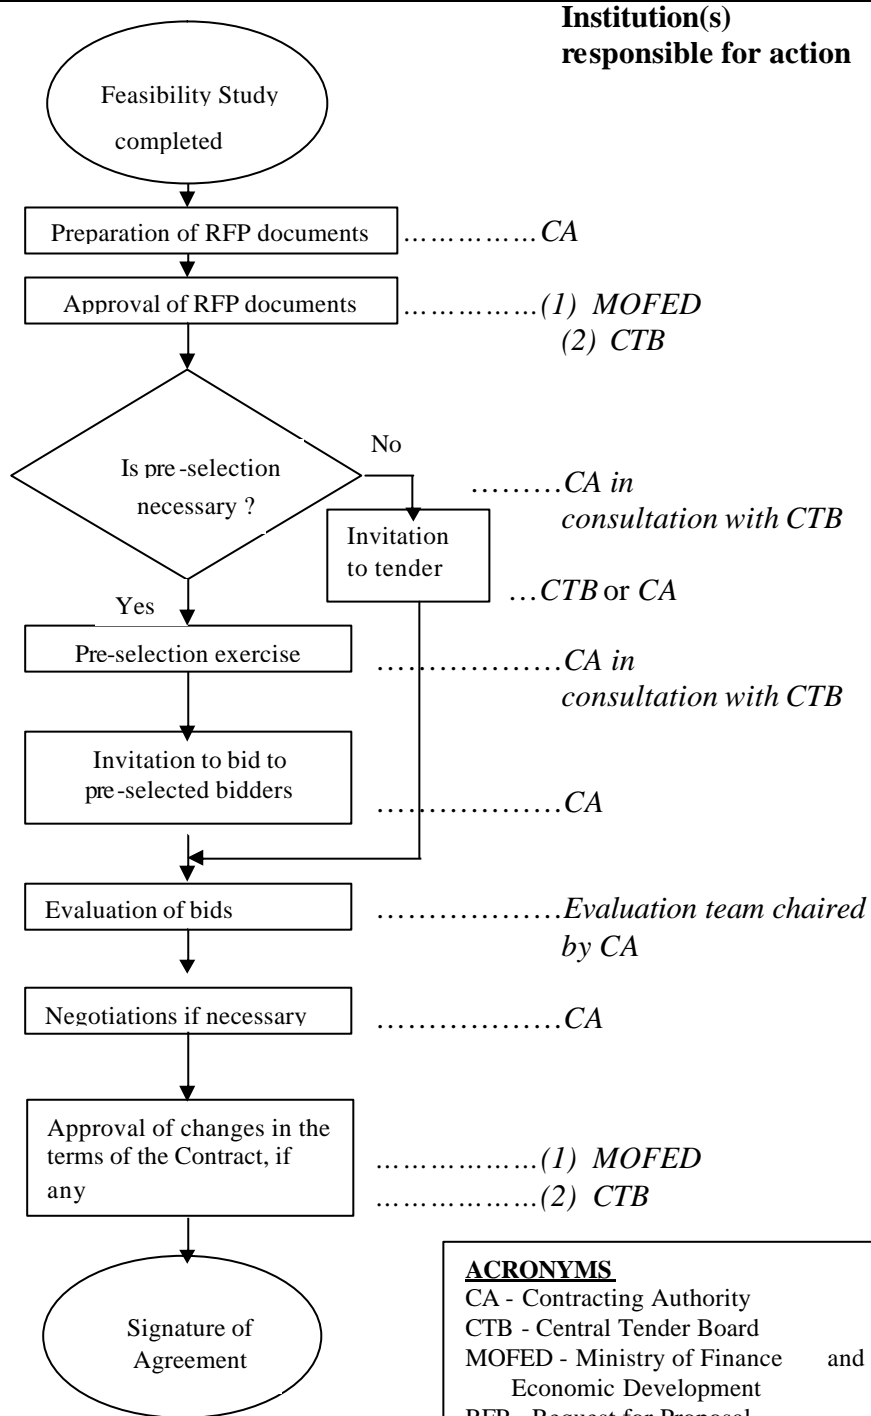 Institution(s)
responsible for action
Feasibility Study
completed
Preparation of RFP documents ……………CA
Approval of RFP documents ……………(1) MOFED
(2) CTB
No
Is pre-selection
necessary ?
………CA in
consultation with CTB
Invitation
to tender
…CTB or CA
Yes
Pre-selection exercise ………………CA in
consultation with CTB
Invitation to bid to
pre-selected bidders
………………CA
Evaluation of bids ………………Evaluation team chaired
by CA
Negotiations if necessary ………………CA
Approval of changes in the
terms of the Contract, if
any
……………(1) MOFED
……………(2) CTB
Signature of
Agreement
ACRONYMS
CA - Contracting Authority
CTB - Central Tender Board
MOFED - Ministry of Finance and
Economic Development
RFP - Request for Proposal